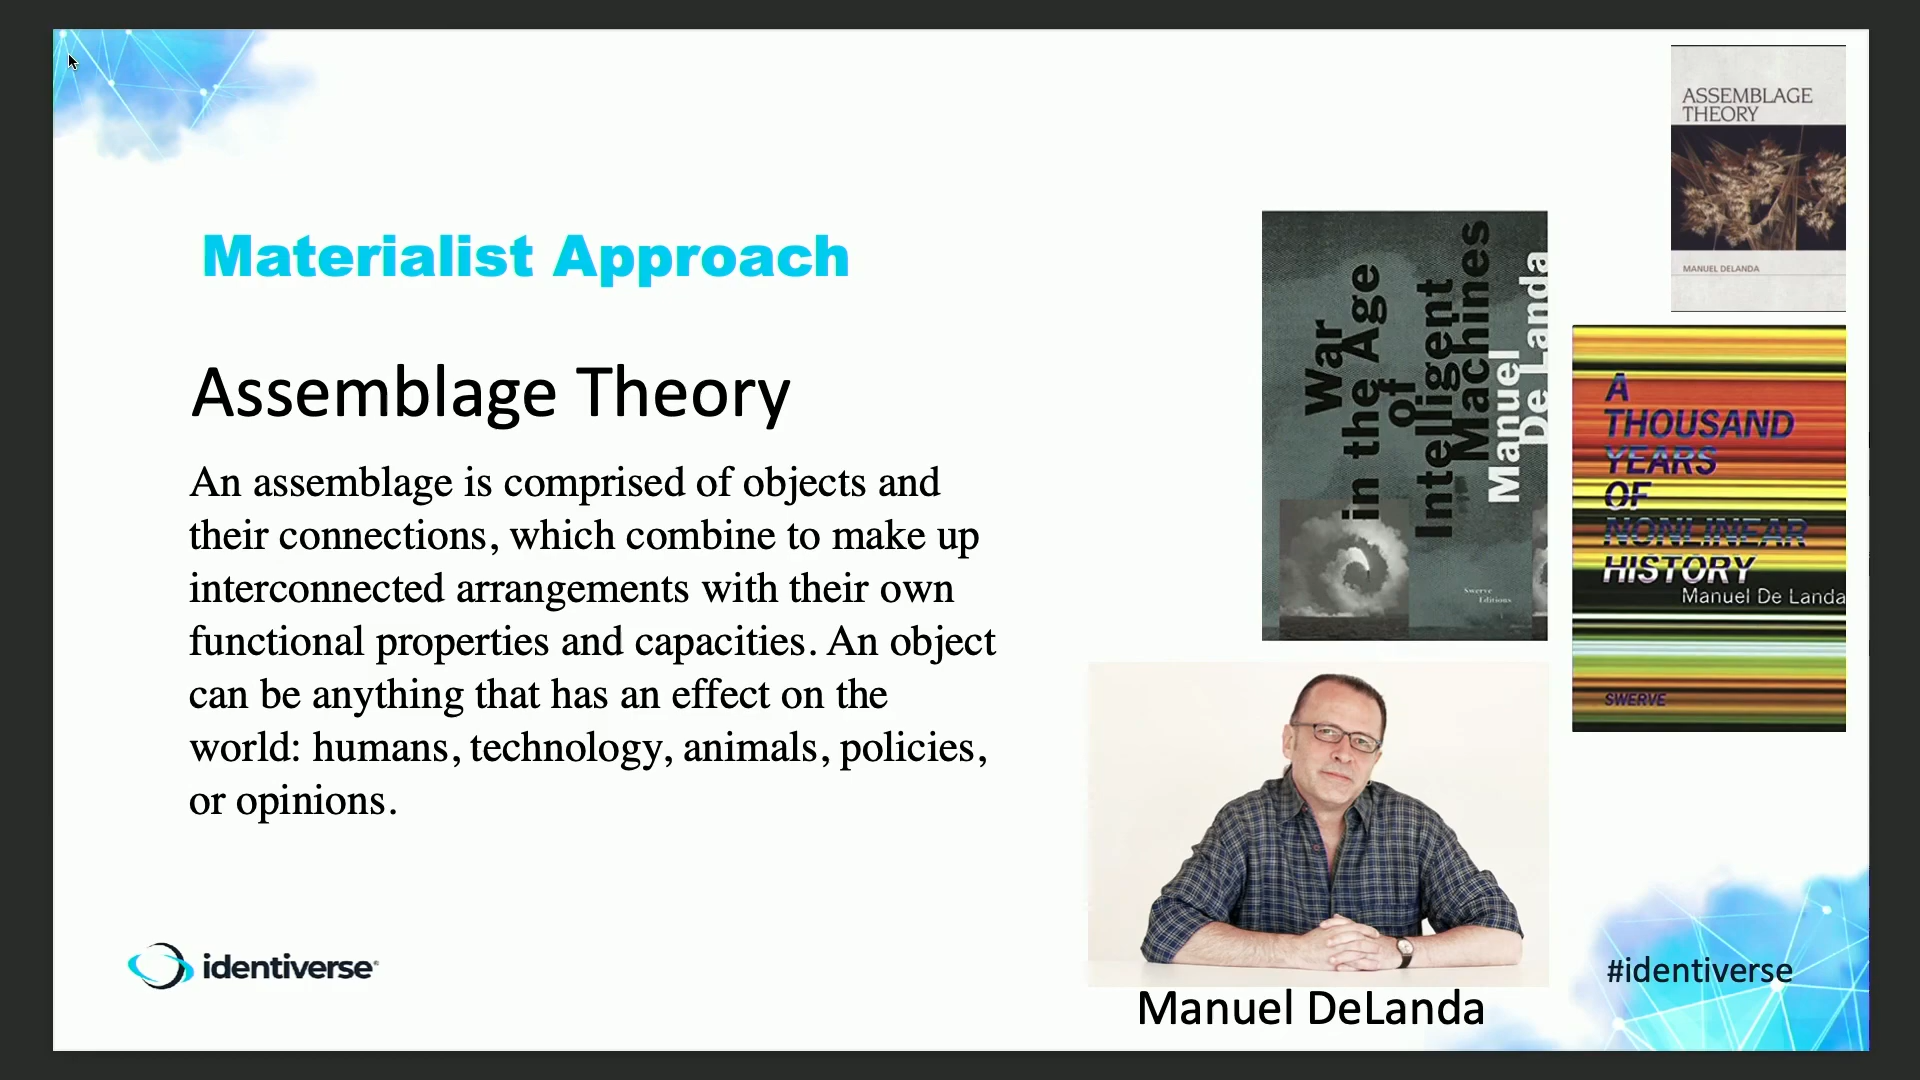 Materialist Approach
Assemblage Theory
An assemblage is comprised of objects and
their connections, which combine to make up
interconnected arrangements with their own
functional properties and capacities. An object
can be anything that has an effect on the
world: humans, technology, animals, policies,
or opinions.
identiverse
War
in the Age
of
Intelligent
Machines
Manuel
De Landa
Swerve
Editions
ASSEMBLAGE
THEORY
MANUEL DELANDA
A
THOUSAND
YEARS
OF
NONLINEAR
HISTORY
Manuel De Landa
SWERVE
Manuel DeLanda
#identiverse